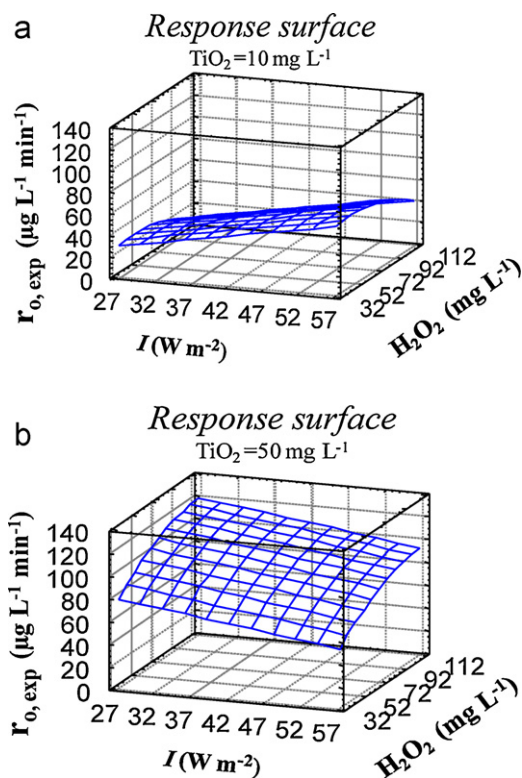 a
Response surface
TiO₂=10 mg L⁻¹
r₀, exp (µg L⁻¹ min⁻¹)
140
120
100
80
60
40
20
0
27 32 37 42 47 52 57
I (W m⁻²)
32 52 72 92 112
H₂O₂ (mg L⁻¹)
b
Response surface
TiO₂=50 mg L⁻¹
r₀, exp (µg L⁻¹ min⁻¹)
140
120
100
80
60
40
20
0
27 32 37 42 47 52 57
I (W m⁻²)
32 52 72 92 112
H₂O₂ (mg L⁻¹)